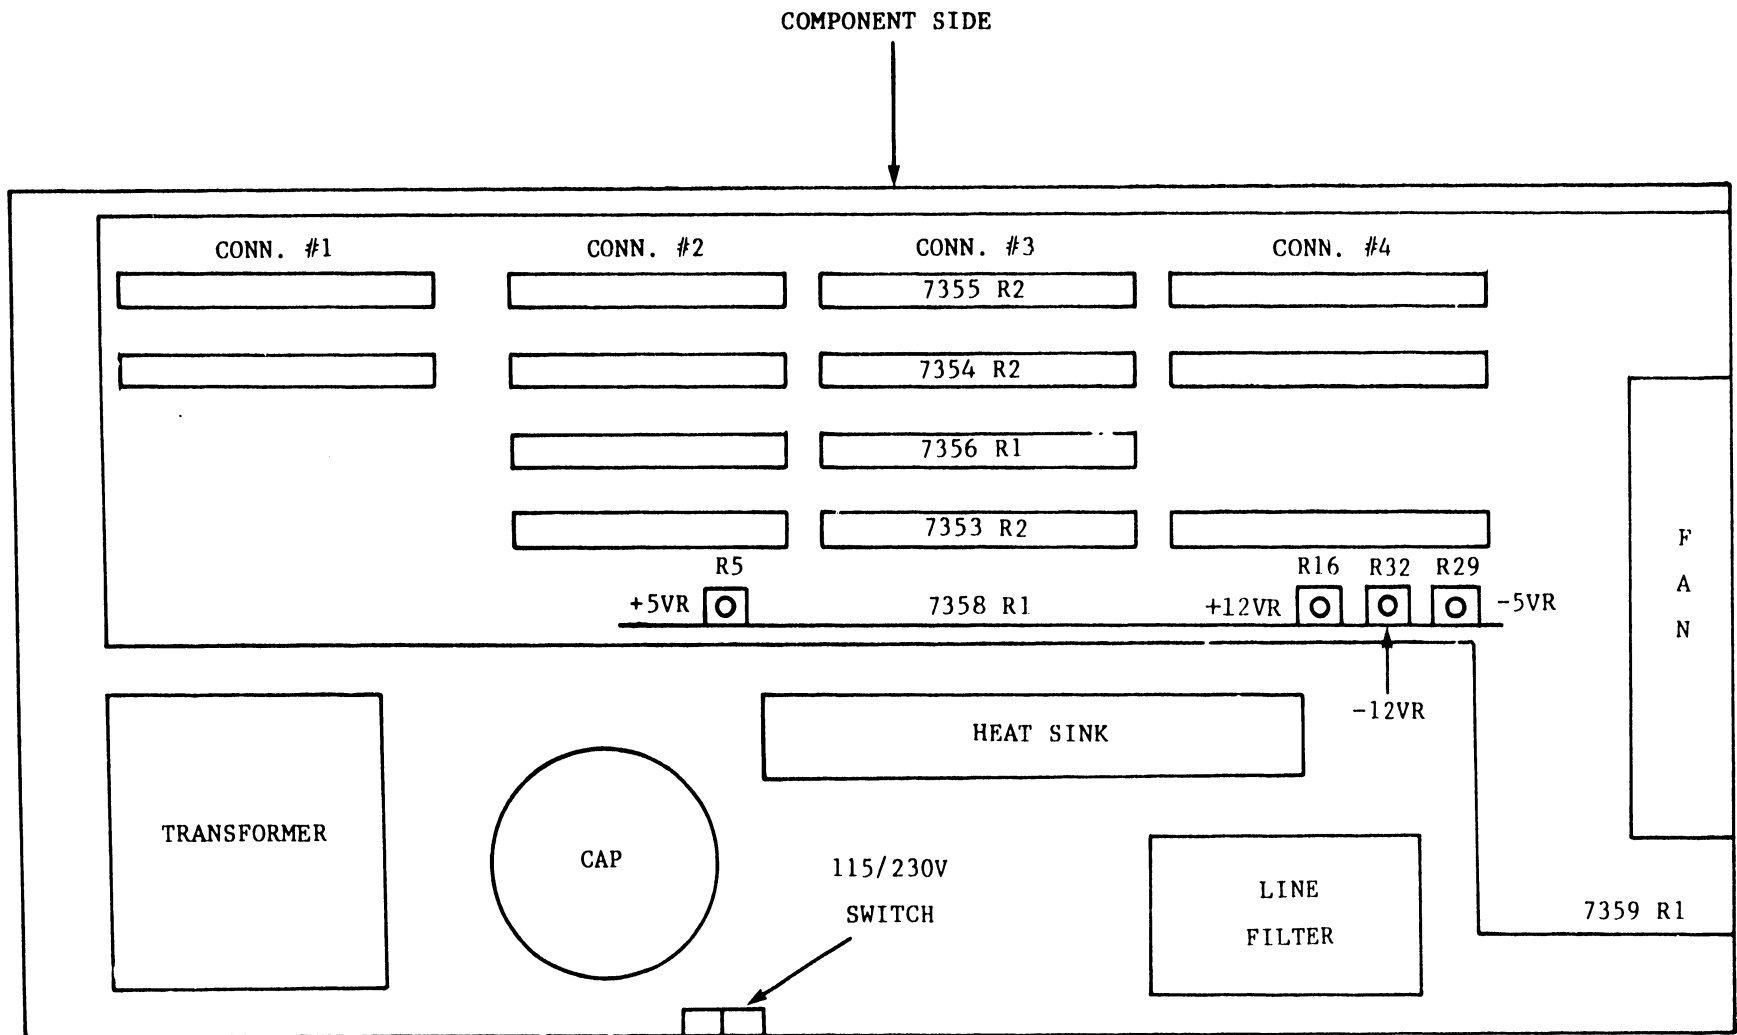 COMPONENT SIDE
CONN. #1 CONN. #2 CONN. #3 CONN. #4
7355 R2
7354 R2
7356 R1
7353 R2
R5 R16 R32 R29
+5VR 7358 R1 +12VR -5VR
-12VR
HEAT SINK
FAN
TRANSFORMER
CAP
115/230V
SWITCH
LINE
FILTER
7359 R1